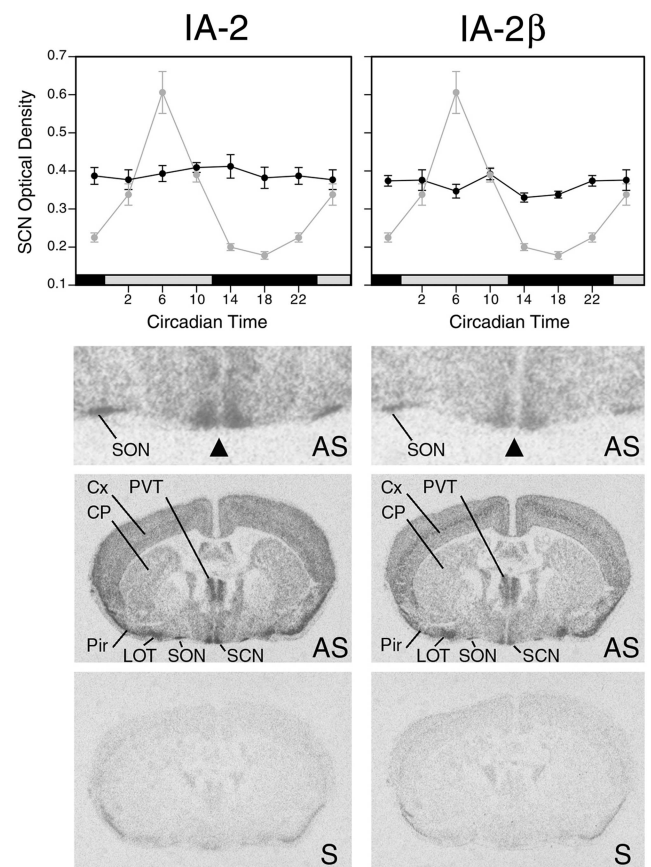 IA-2
IA-2β
0.7
0.6
0.5
0.4
0.3
0.2
0.1
SCN Optical Density
2 6 10 14 18 22
2 6 10 14 18 22
Circadian Time
Circadian Time
SON
AS
SON
AS
Cx
PVT
CP
Pir
LOT
SON
SCN
AS
Cx
PVT
CP
Pir
LOT
SON
SCN
AS
S
S